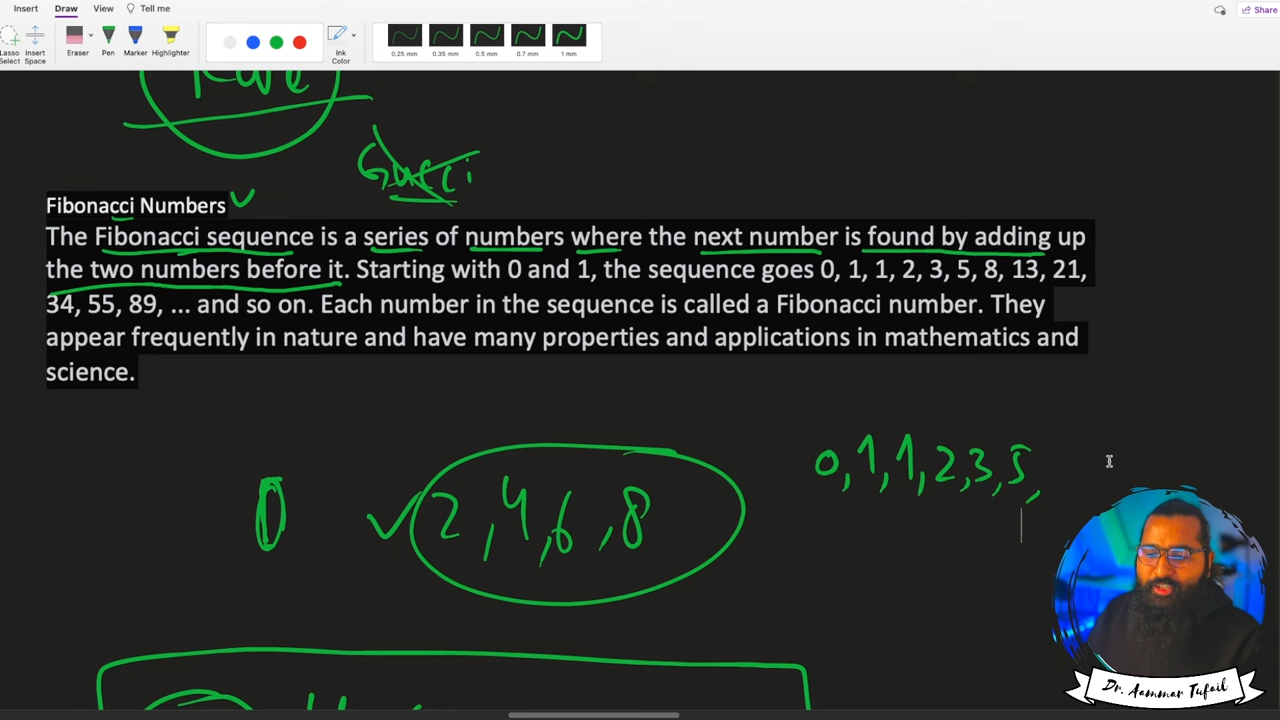 Insert Draw View Tell me
Share
Lasso Select
Insert Space
Eraser
Pen
Marker
Highlighter
Ink Color
0.25 mm 0.35 mm 0.5 mm 0.7 mm 1 mm
Gucci
Fibonacci Numbers
The Fibonacci sequence is a series of numbers where the next number is found by adding up
the two numbers before it. Starting with 0 and 1, the sequence goes 0, 1, 1, 2, 3, 5, 8, 13, 21,
34, 55, 89, ... and so on. Each number in the sequence is called a Fibonacci number. They
appear frequently in nature and have many properties and applications in mathematics and
science.
0,1,1,2,3,5,
0 2,4,6,8
Dr. Aammar Tufail